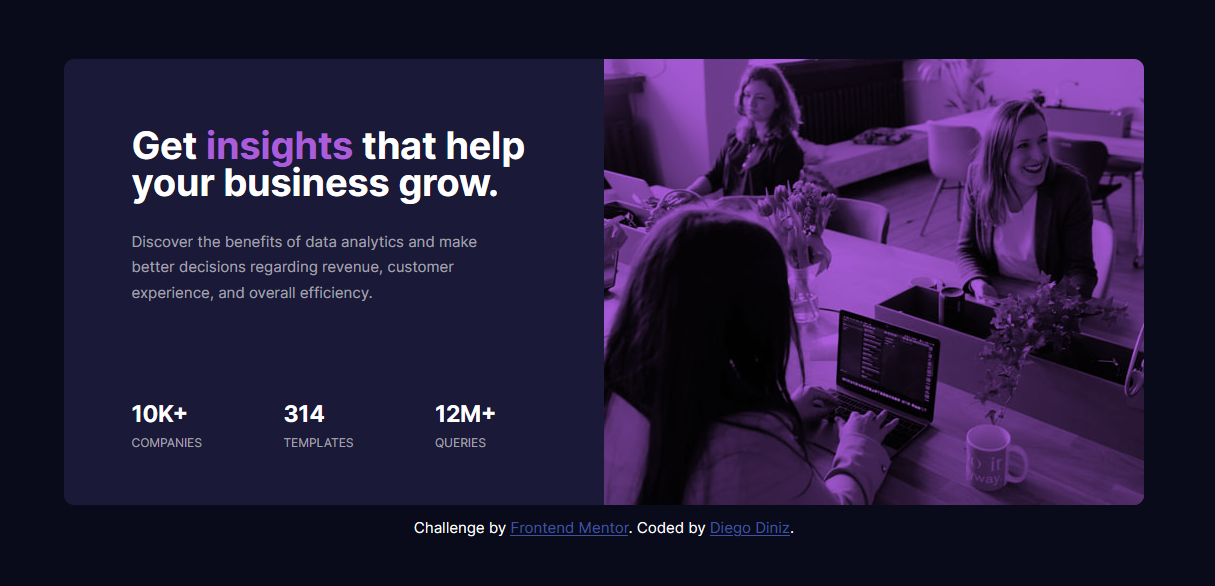 Get insights that help
your business grow.
Discover the benefits of data analytics and make
better decisions regarding revenue, customer
experience, and overall efficiency.
10K+
314
12M+
COMPANIES
TEMPLATES
QUERIES
Challenge by Frontend Mentor. Coded by Diego Diniz.